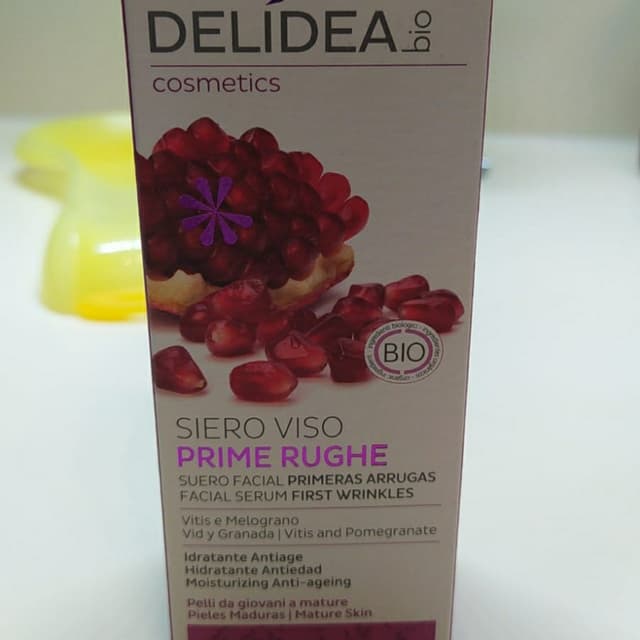 DELIDEA bio
cosmetics
BIO
SIERO VISO
PRIME RUGHE
SUERO FACIAL PRIMERAS ARRUGAS
FACIAL SERUM FIRST WRINKLES
Vitis e Melograno
Vid y Granada | Vitis and Pomegranate
Idratante Antiage
Hidratante Antiedad
Moisturizing Anti-ageing
Pelli da giovani a mature
Pieles Maduras | Mature Skin